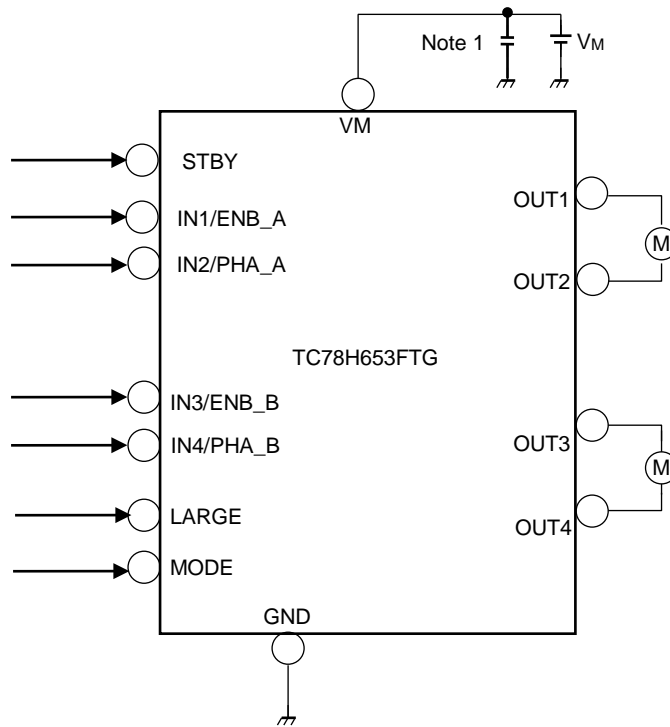 Note 1
VM
VM
STBY
IN1/ENB_A
IN2/PHA_A
OUT1
M
OUT2
TC78H653FTG
IN3/ENB_B
IN4/PHA_B
OUT3
M
OUT4
LARGE
MODE
GND